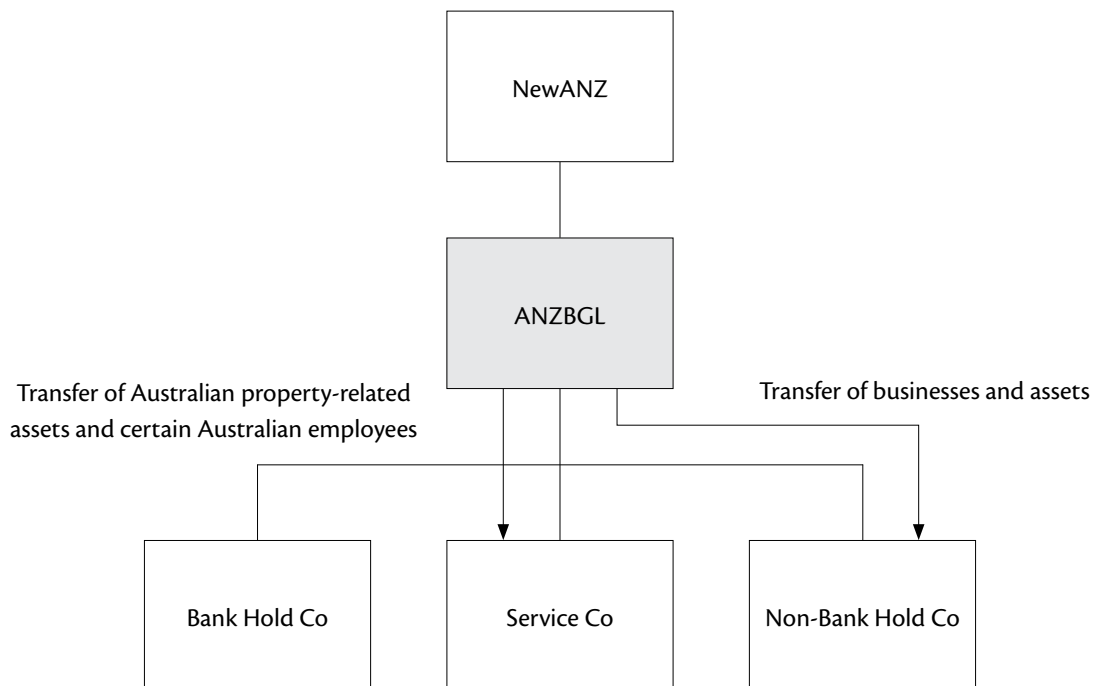 NewANZ
ANZBGL
Transfer of Australian property-related
assets and certain Australian employees
Transfer of businesses and assets
Bank Hold Co
Service Co
Non-Bank Hold Co